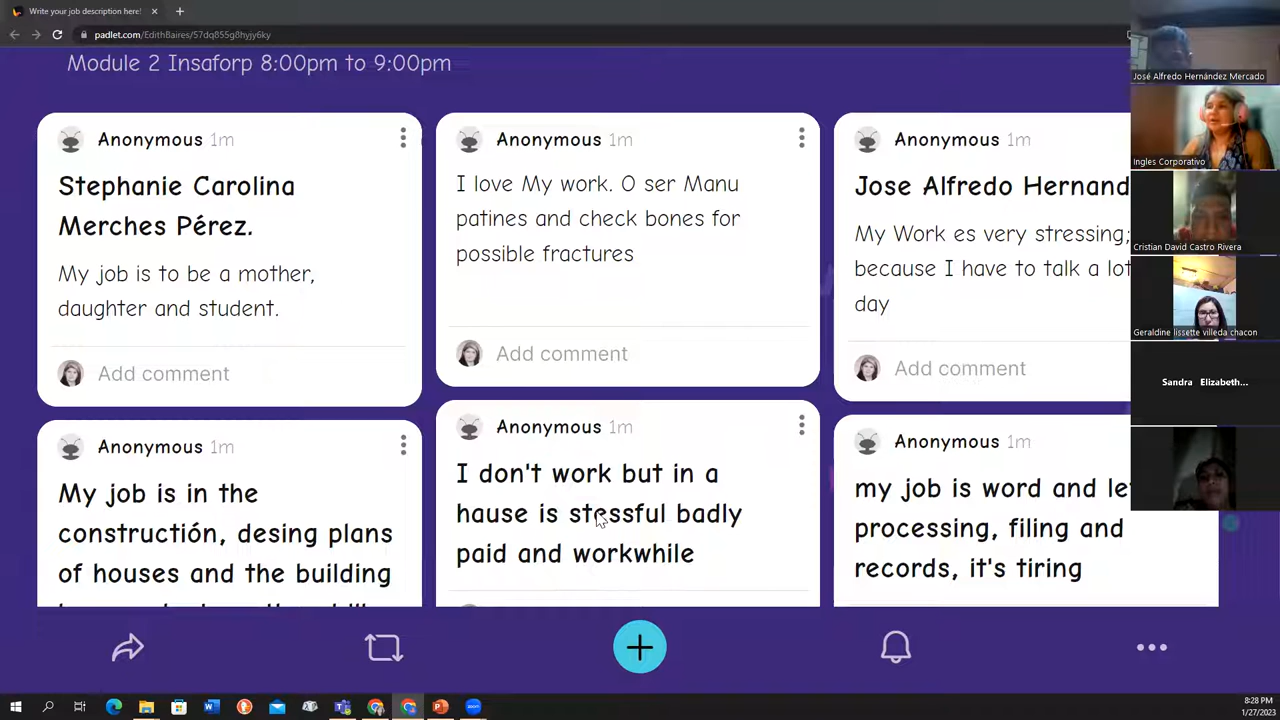 Write your job description here!
padlet.com/EdithBaires/57dq855g8hyjy6ky
Module 2 Insaforp 8:00pm to 9:00pm
Anonymous 1m
Stephanie Carolina
Merches Pérez.
My job is to be a mother,
daughter and student.
Add comment
Anonymous 1m
I love My work. O ser Manu
patines and check bones for
possible fractures
Add comment
Anonymous 1m
Jose Alfredo Hernand
My Work es very stressing;
because I have to talk a lot
day
Add comment
Anonymous 1m
My job is in the
constructión, desing plans
of houses and the building
Anonymous 1m
I don't work but in a
hause is stessful badly
paid and workwhile
Anonymous 1m
my job is word and le
processing, filing and
records, it's tiring
José Alfredo Hernández Mercado
Ingles Corporativo
Cristian David Castro Rivera
Geraldine lissette villeda chacon
Sandra Elizabeth...
8:28 PM
1/27/2023